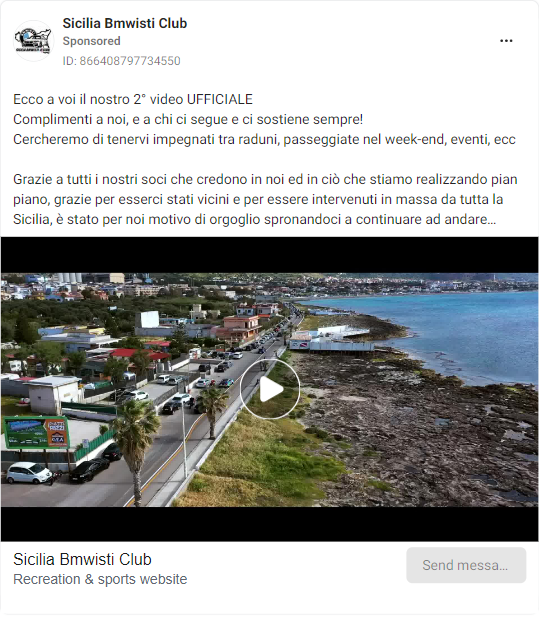 Sicilia Bmwisti Club
Sponsored
ID: 866408797734550
Ecco a voi il nostro 2° video UFFICIALE
Complimenti a noi, e a chi ci segue e ci sostiene sempre!
Cercheremo di tenervi impegnati tra raduni, passeggiate nel week-end, eventi, ecc
Grazie a tutti i nostri soci che credono in noi ed in ciò che stiamo realizzando pian
piano, grazie per esserci stati vicini e per essere intervenuti in massa da tutta la
Sicilia, è stato per noi motivo di orgoglio spronandoci a continuare ad andare...
Sicilia Bmwisti Club
Recreation & sports website
Send messa...